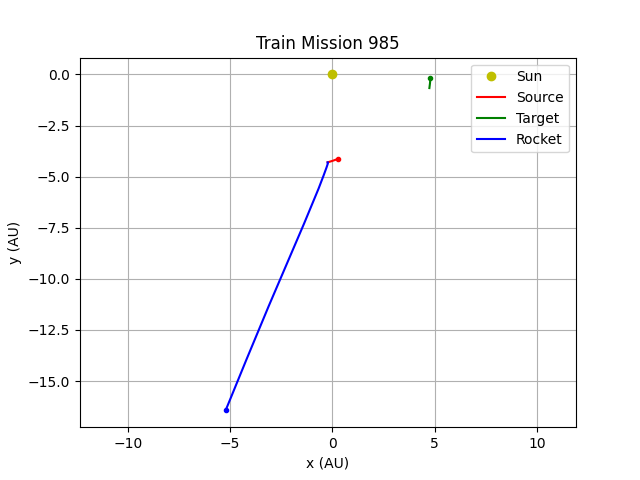 Train Mission 985
Sun
Source
Target
Rocket
0.0
−2.5
−5.0
−7.5
−10.0
−12.5
−15.0
y (AU)
−10
−5
0
5
10
x (AU)